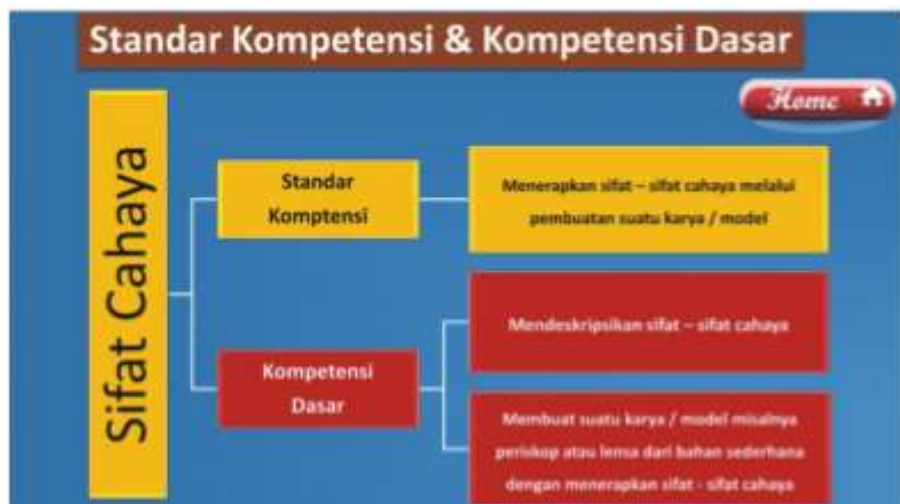 Standar Kompetensi & Kompetensi Dasar
Home
Sifat Cahaya
Standar
Komptensi
Menerapkan sifat – sifat cahaya melalui
pembuatan suatu karya / model
Kompetensi
Dasar
Mendeskripsikan sifat – sifat cahaya
Membuat suatu karya / model misalnya
periskop atau lensa dari bahan sederhana
dengan menerapkan sifat - sifat cahaya